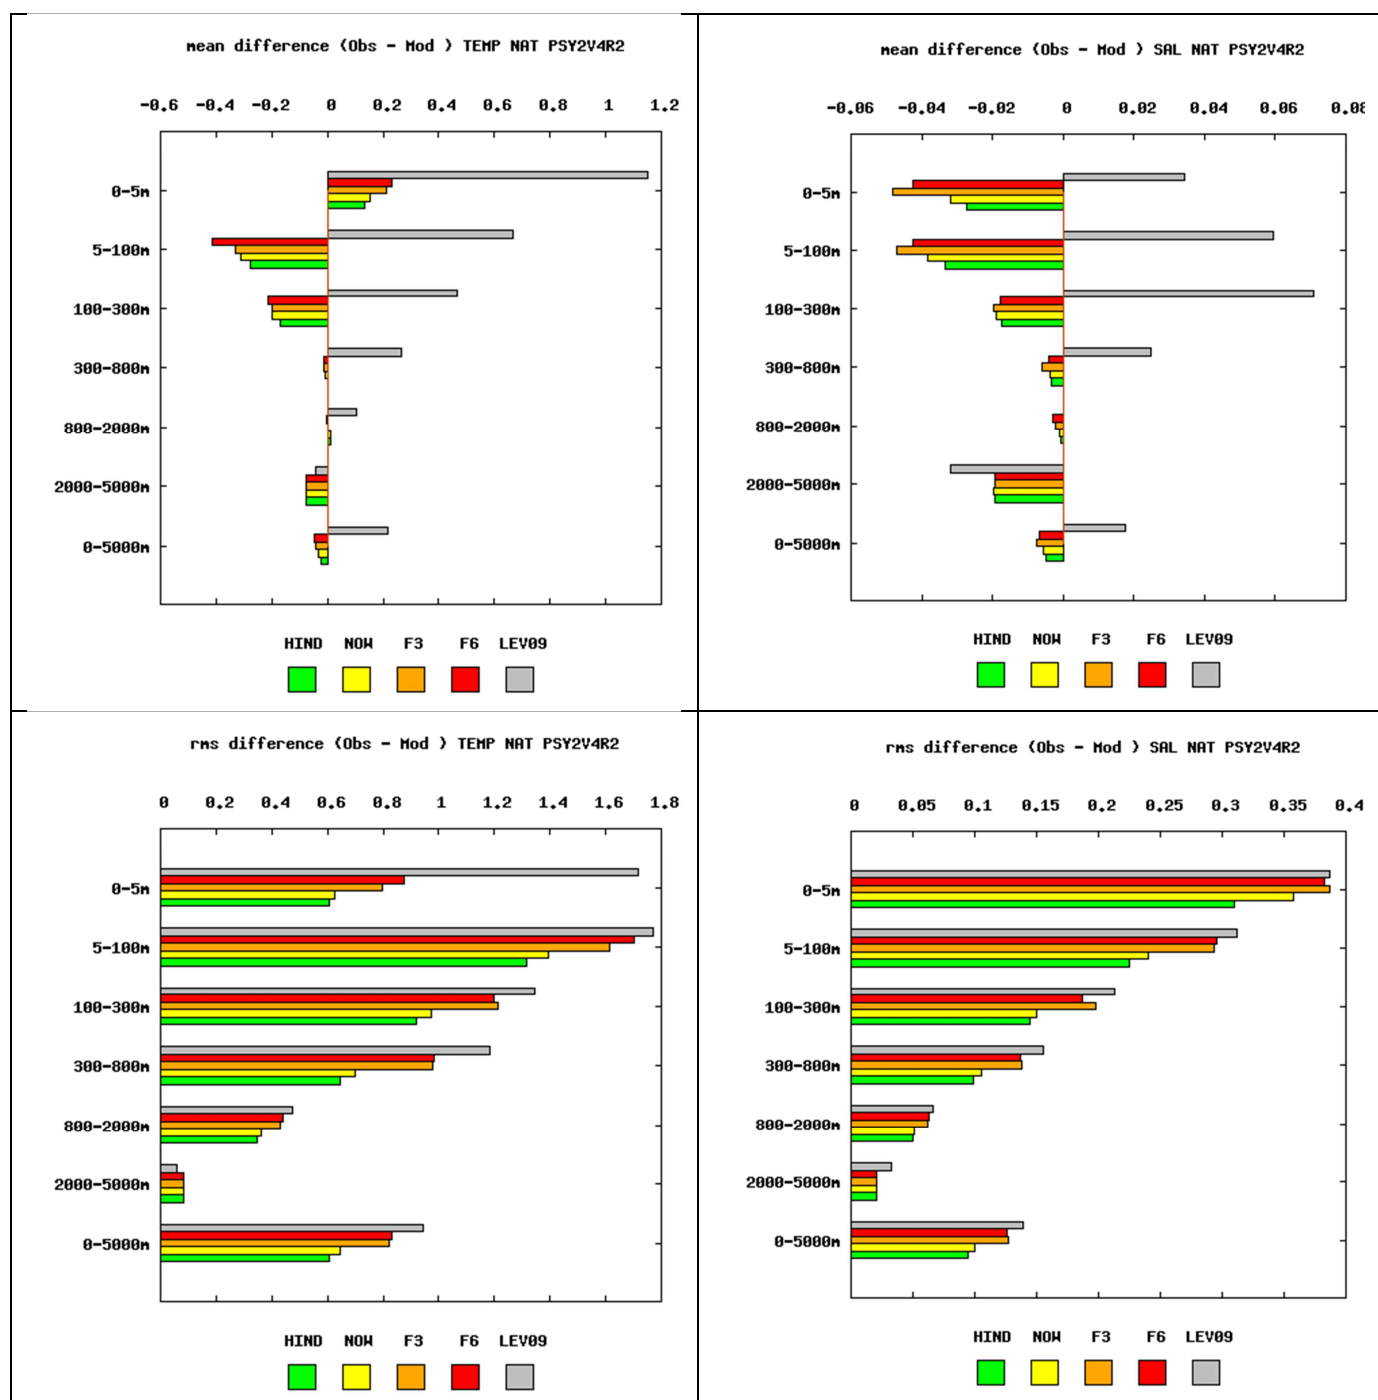 mean difference (Obs - Mod ) TEMP NAT PSY2V4R2
-0.6 -0.4 -0.2 0 0.2 0.4 0.6 0.8 1 1.2
0-5m
5-100m
100-300m
300-800m
800-2000m
2000-5000m
0-5000m
HIND NOW F3 F6 LEV09
mean difference (Obs - Mod ) SAL NAT PSY2V4R2
-0.06 -0.04 -0.02 0 0.02 0.04 0.06 0.08
0-5m
5-100m
100-300m
300-800m
800-2000m
2000-5000m
0-5000m
HIND NOW F3 F6 LEV09
rms difference (Obs - Mod ) TEMP NAT PSY2V4R2
0 0.2 0.4 0.6 0.8 1 1.2 1.4 1.6 1.8
0-5m
5-100m
100-300m
300-800m
800-2000m
2000-5000m
0-5000m
HIND NOW F3 F6 LEV09
rms difference (Obs - Mod ) SAL NAT PSY2V4R2
0 0.05 0.1 0.15 0.2 0.25 0.3 0.35 0.4
0-5m
5-100m
100-300m
300-800m
800-2000m
2000-5000m
0-5000m
HIND NOW F3 F6 LEV09